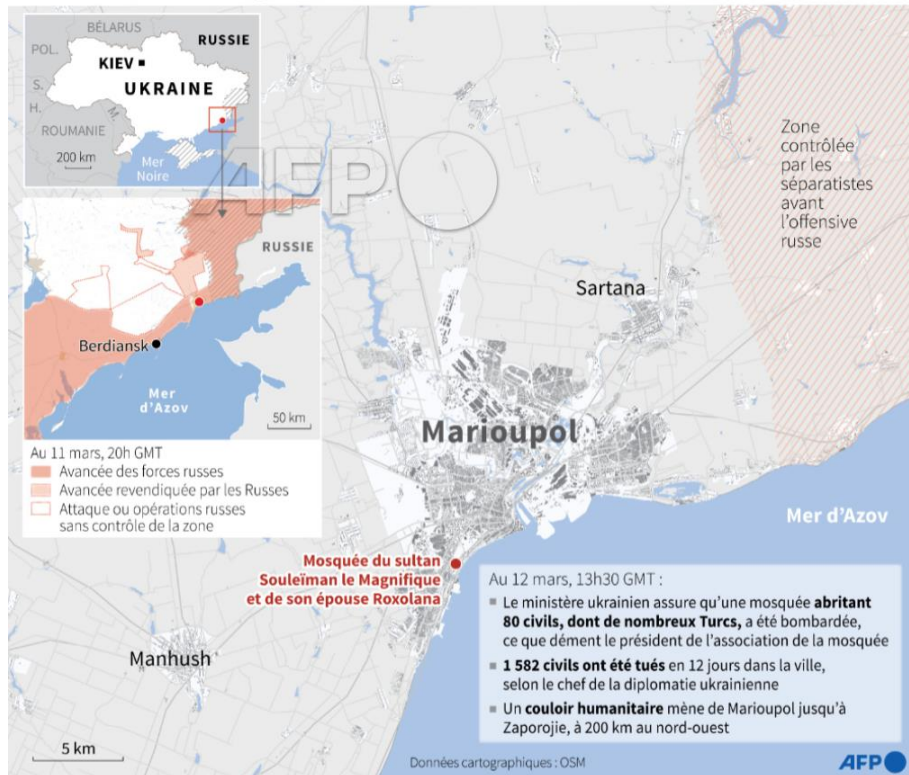 BÉLARUS
POL.
RUSSIE
KIEV
UKRAINE
S.
H.
M.
ROUMANIE
200 km
Mer
Noire
AFP
RUSSIE
Berdiansk
Mer
d'Azov
50 km
Au 11 mars, 20h GMT
Avancée des forces russes
Avancée revendiquée par les Russes
Attaque ou opérations russes
sans contrôle de la zone
Zone
contrôlée
par les
séparatistes
avant
l'offensive
russe
Sartana
Marioupol
Mer d'Azov
Mosquée du sultan
Souleïman le Magnifique
et de son épouse Roxolana
Manhush
5 km
Au 12 mars, 13h30 GMT :
Le ministère ukrainien assure qu'une mosquée abritant
80 civils, dont de nombreux Turcs, a été bombardée,
ce que dément le président de l'association de la mosquée
1 582 civils ont été tués en 12 jours dans la ville,
selon le chef de la diplomatie ukrainienne
Un couloir humanitaire mène de Marioupol jusqu'à
Zaporojie, à 200 km au nord-ouest
Données cartographiques : OSM
AFP